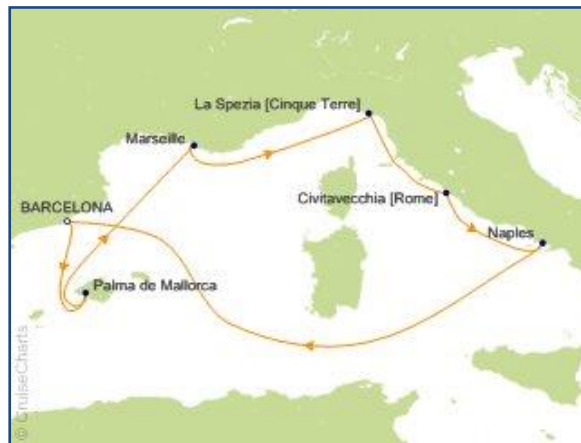 La Spezia [Cinque Terre]
Marseille
BARCELONA
Civitavecchia [Rome]
Naples
Palma de Mallorca
© CruiseCharts